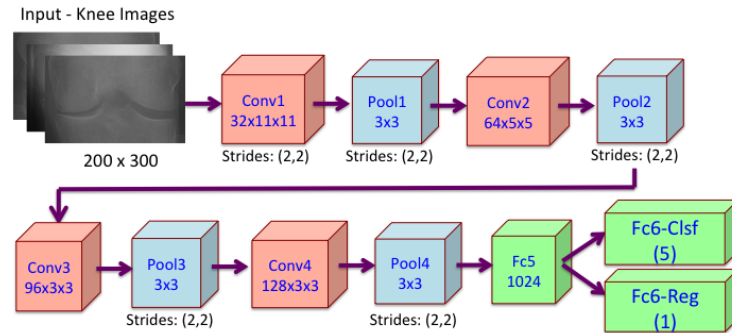 Input - Knee Images
200 x 300
Conv1
32x11x11
Strides: (2,2)
Pool1
3x3
Strides: (2,2)
Conv2
64x5x5
Pool2
3x3
Strides: (2,2)
Conv3
96x3x3
Pool3
3x3
Strides: (2,2)
Conv4
128x3x3
Pool4
3x3
Strides: (2,2)
Fc5
1024
Fc6-Clsf
(5)
Fc6-Reg
(1)